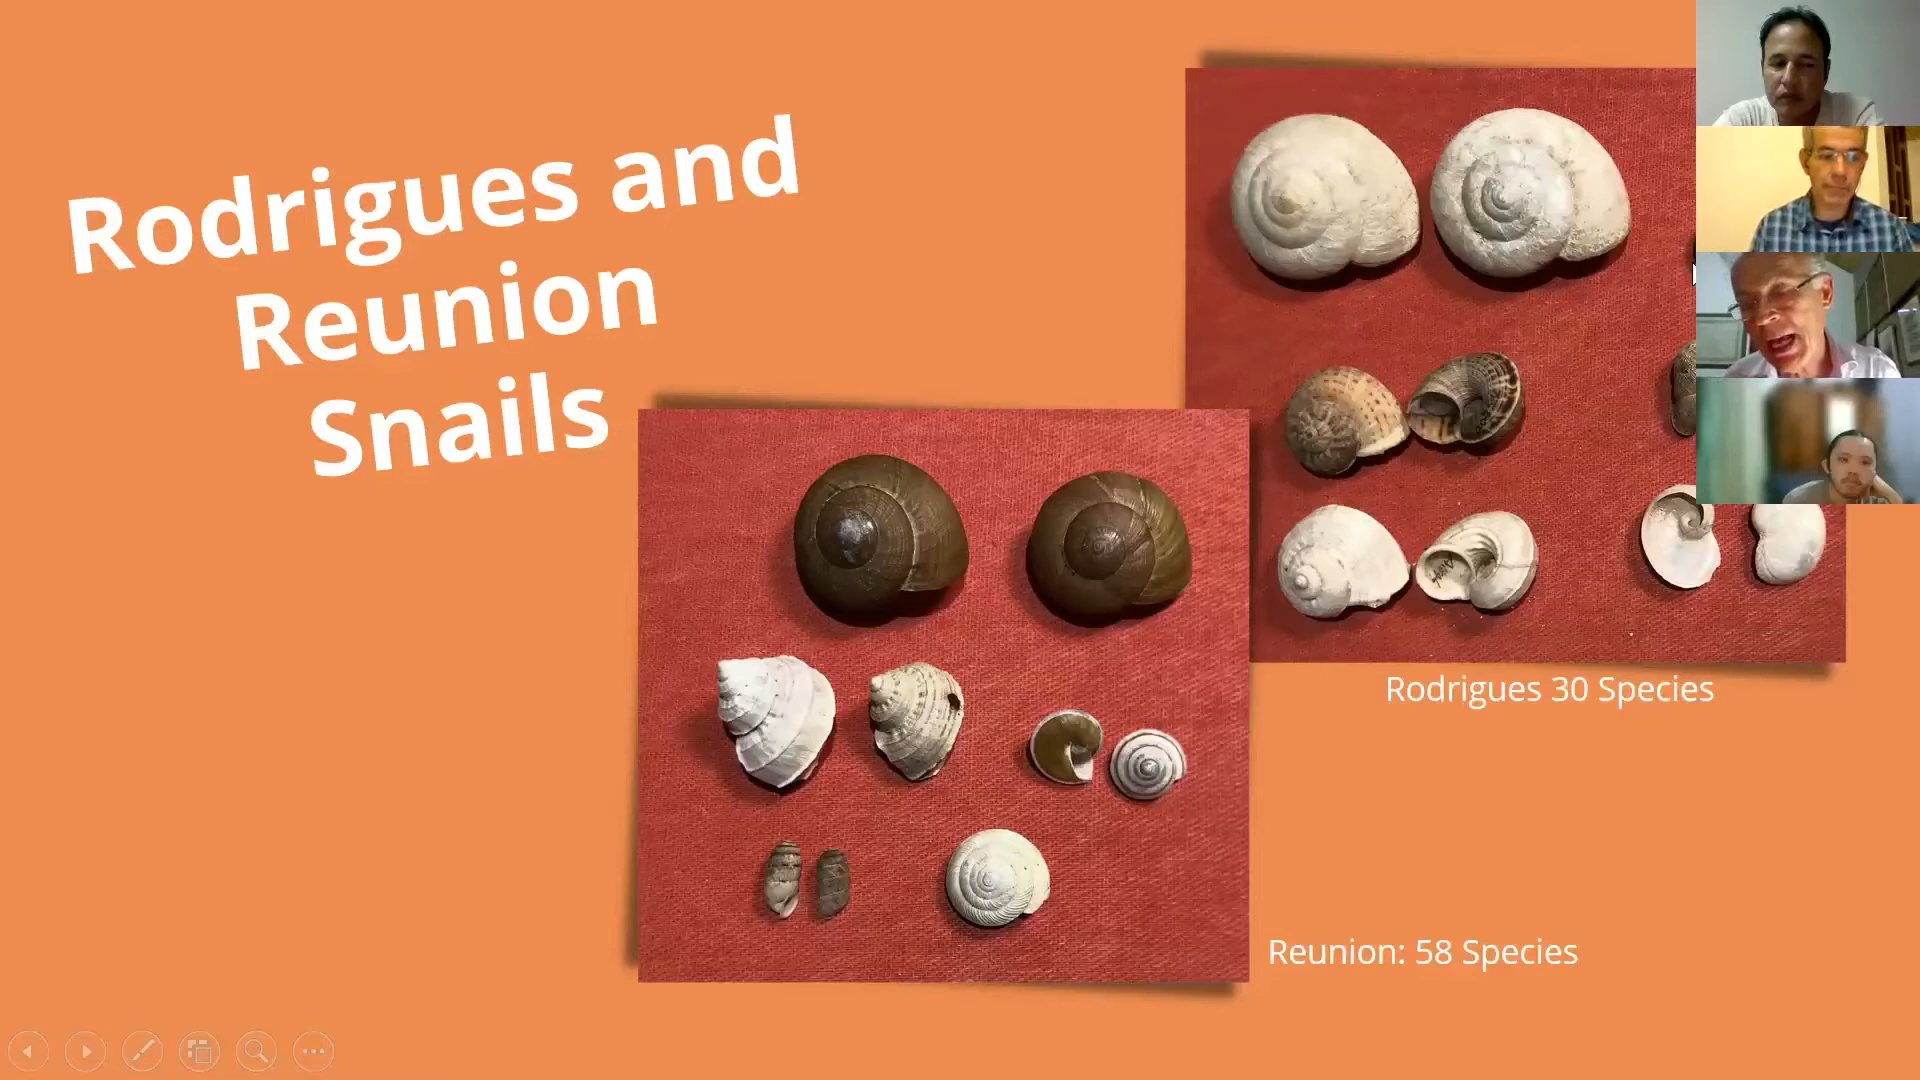 Rodrigues and
Reunion
Snails
Rodrigues 30 Species
Reunion: 58 Species